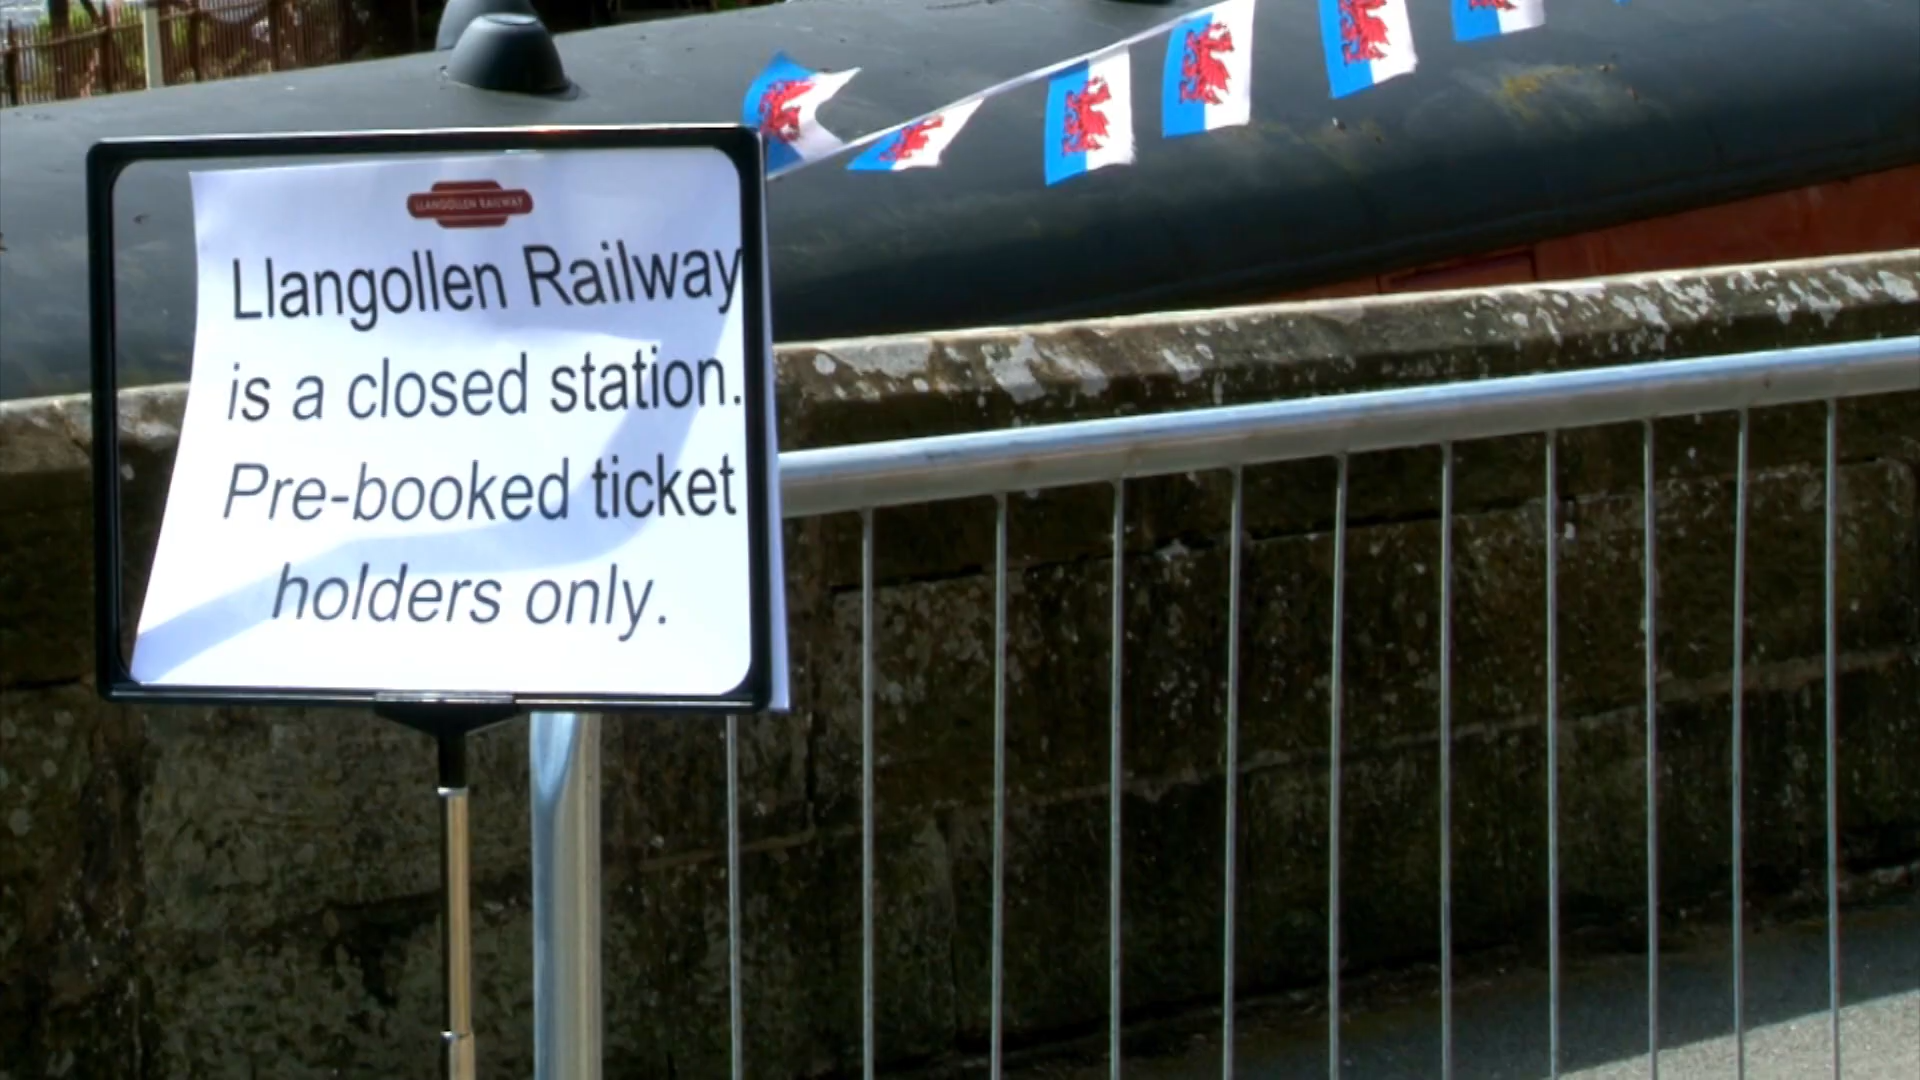 LLANGOLLEN RAILWAY
Llangollen Railway
is a closed station.
Pre-booked ticket
holders only.